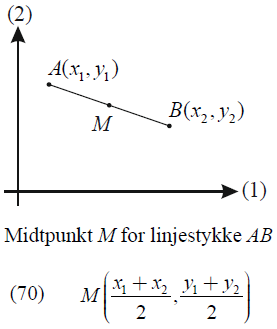 (2)
A(x₁, y₁)
B(x₂, y₂)
M
(1)
Midtpunkt M for linjestykke AB
(70) M((x₁ + x₂)/2, (y₁ + y₂)/2)